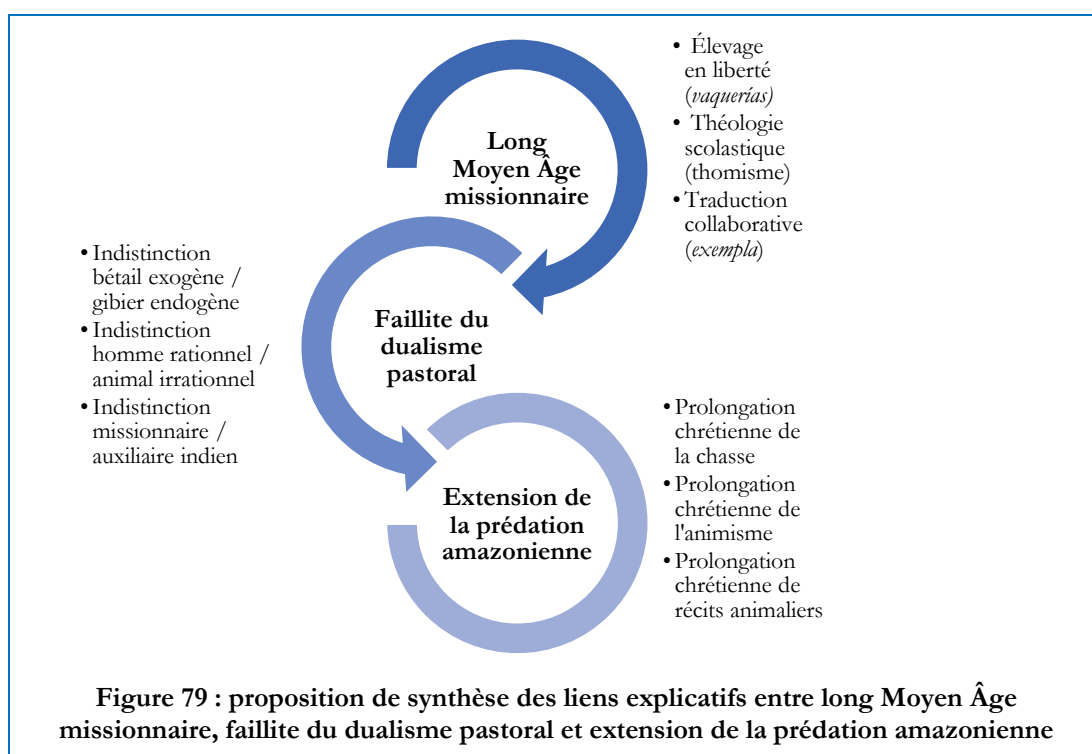 Long
Moyen Âge
missionnaire
• Élevage
en liberté
(vaquerías)
• Théologie
scolastique
(thomisme)
• Traduction
collaborative
(exempla)
• Indistinction
bétail exogène /
gibier endogène
• Indistinction
homme rationnel /
animal irrationnel
• Indistinction
missionnaire /
auxiliaire indien
Faillite du
dualisme
pastoral
Extension de
la prédation
amazonienne
• Prolongation
chrétienne de
la chasse
• Prolongation
chrétienne de
l'animisme
• Prolongation
chrétienne de
récits animaliers
Figure 79 : proposition de synthèse des liens explicatifs entre long Moyen Âge
missionnaire, faillite du dualisme pastoral et extension de la prédation amazonienne